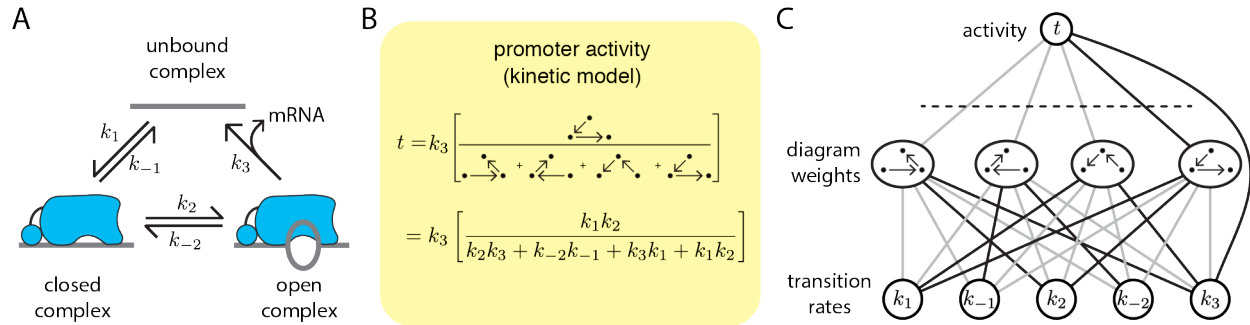 A
unbound
complex
k₁
k₋₁
k₃
mRNA
k₂
k₋₂
closed
complex
open
complex
B
promoter activity
(kinetic model)
t = k₃ [ / + + + ]
= k₃ [ k₁k₂ / k₂k₃ + k₋₂k₋₁ + k₃k₁ + k₁k₂ ]
C
activity
t
diagram
weights
transition
rates
k₁ k₋₁ k₂ k₋₂ k₃